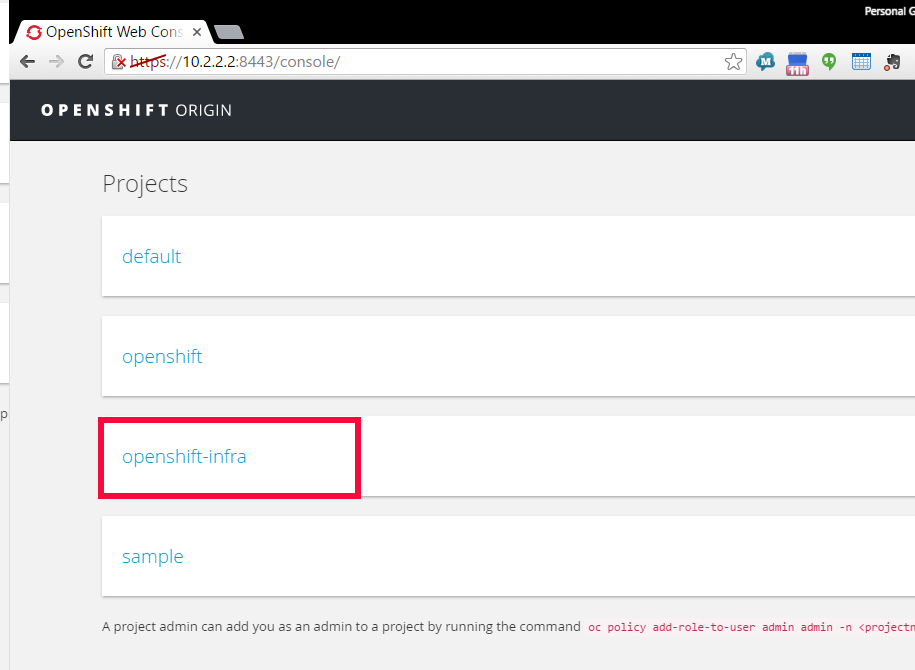 Personal G
OpenShift Web Cons
https://10.2.2.2:8443/console/
M
11h
OPENSHIFT ORIGIN
Projects
default
openshift
p
openshift-infra
sample
A project admin can add you as an admin to a project by running the command oc policy add-role-to-user admin admin -n <projectn